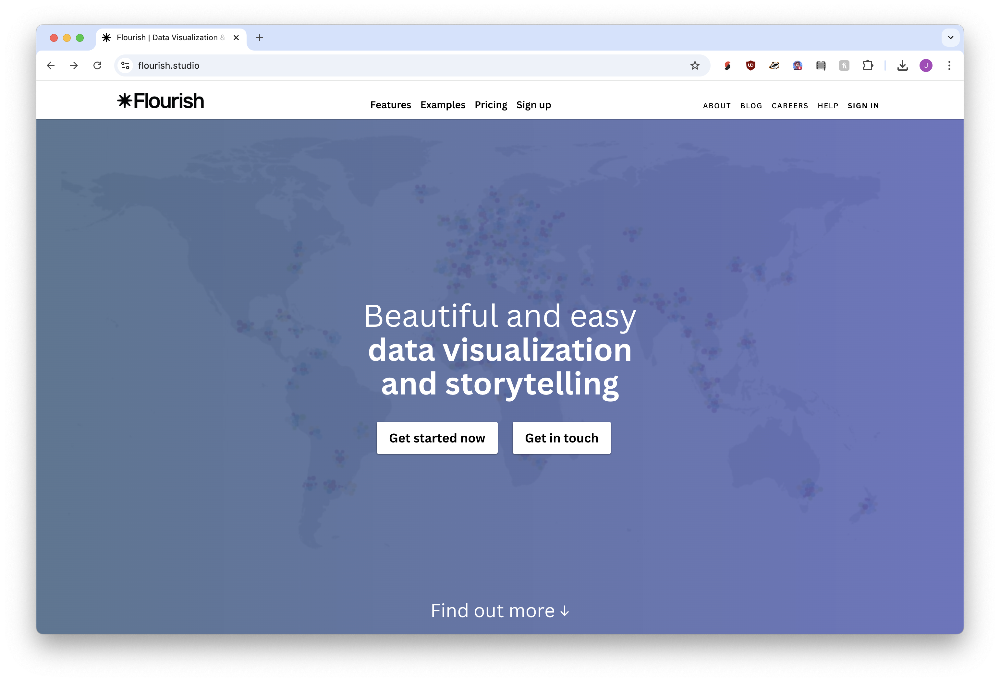 Flourish | Data Visualization &
flourish.studio
J
Flourish
Features Examples Pricing Sign up
ABOUT BLOG CAREERS HELP SIGN IN
Beautiful and easy
data visualization
and storytelling
Get started now Get in touch
Find out more ↓